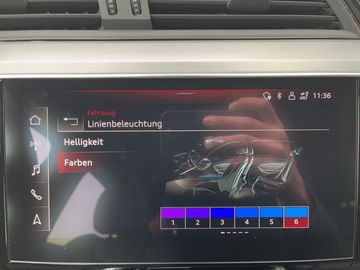 11:36
Fahrzeug
Linienbeleuchtung
Helligkeit
Farben
1 2 3 4 5 6